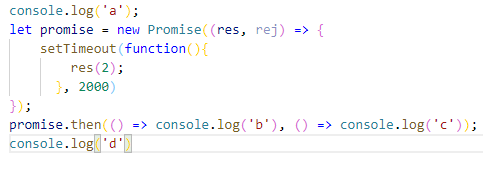 console.log('a');
let promise = new Promise((res, rej) => {
    setTimeout(function(){
        res(2);
      }, 2000)
});
promise.then(() => console.log('b'), () => console.log('c'));
console.log('d')